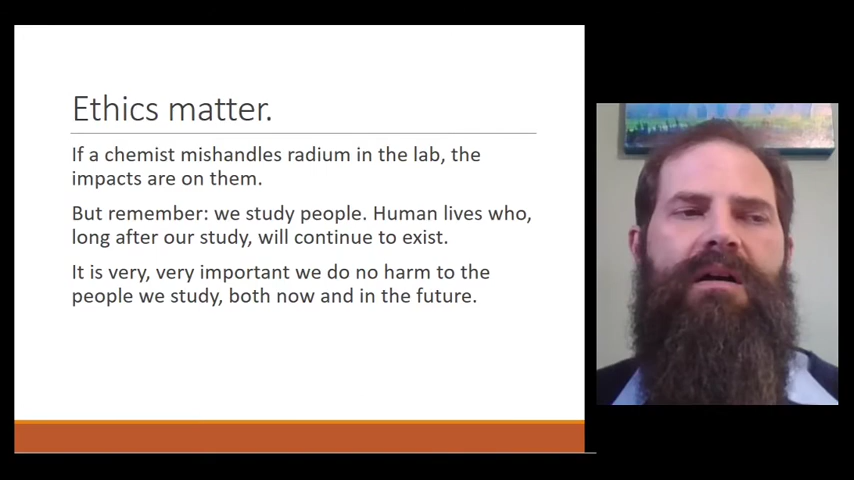 Ethics matter.
If a chemist mishandles radium in the lab, the
impacts are on them.
But remember: we study people. Human lives who,
long after our study, will continue to exist.
It is very, very important we do no harm to the
people we study, both now and in the future.